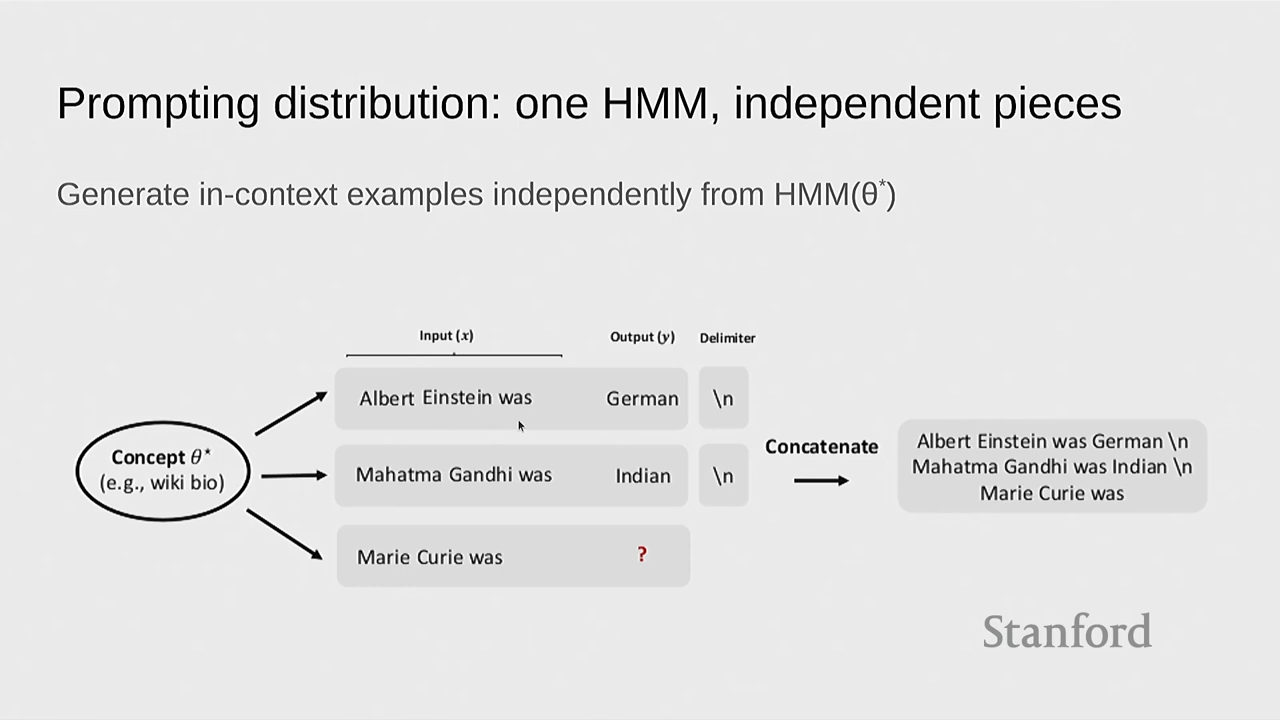 Prompting distribution: one HMM, independent pieces
Generate in-context examples independently from HMM(θ*)
Input (x) Output (y) Delimiter
Albert Einstein was German \n
Mahatma Gandhi was Indian \n
Marie Curie was ?
Concept θ*
(e.g., wiki bio)
Concatenate
Albert Einstein was German \n
Mahatma Gandhi was Indian \n
Marie Curie was
Stanford